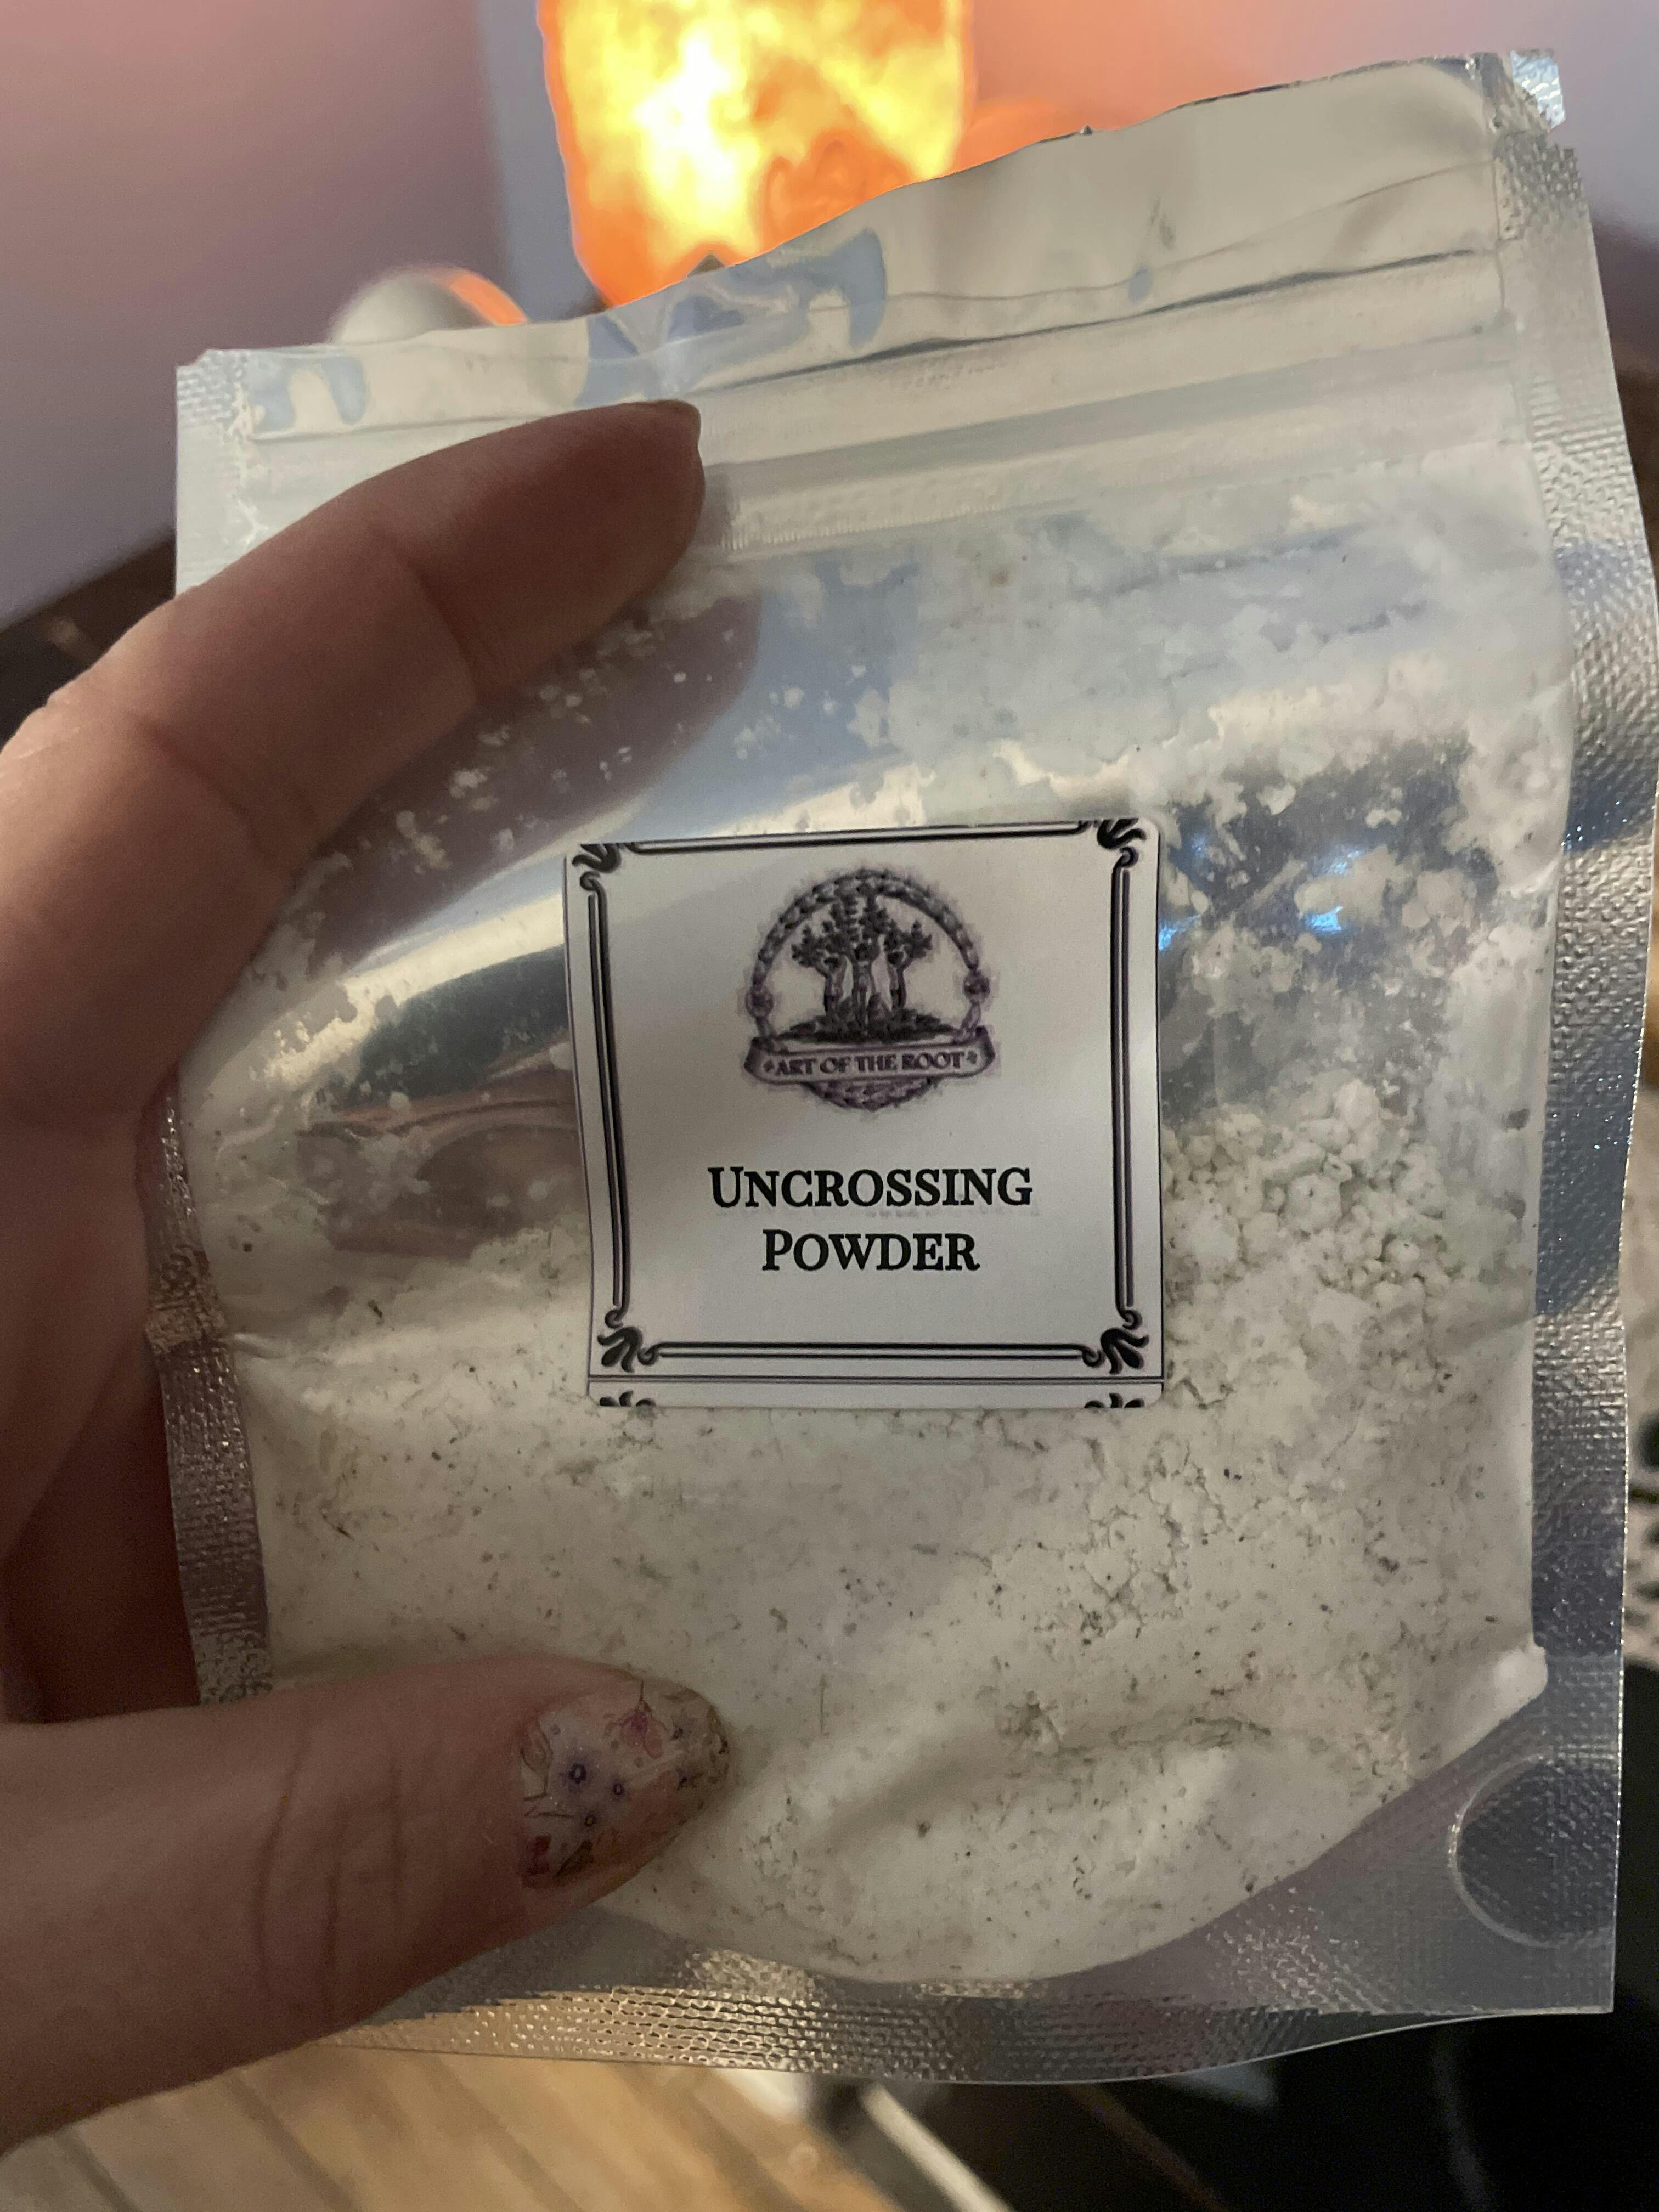 ART OF THE ROOT
UNCROSSING
POWDER